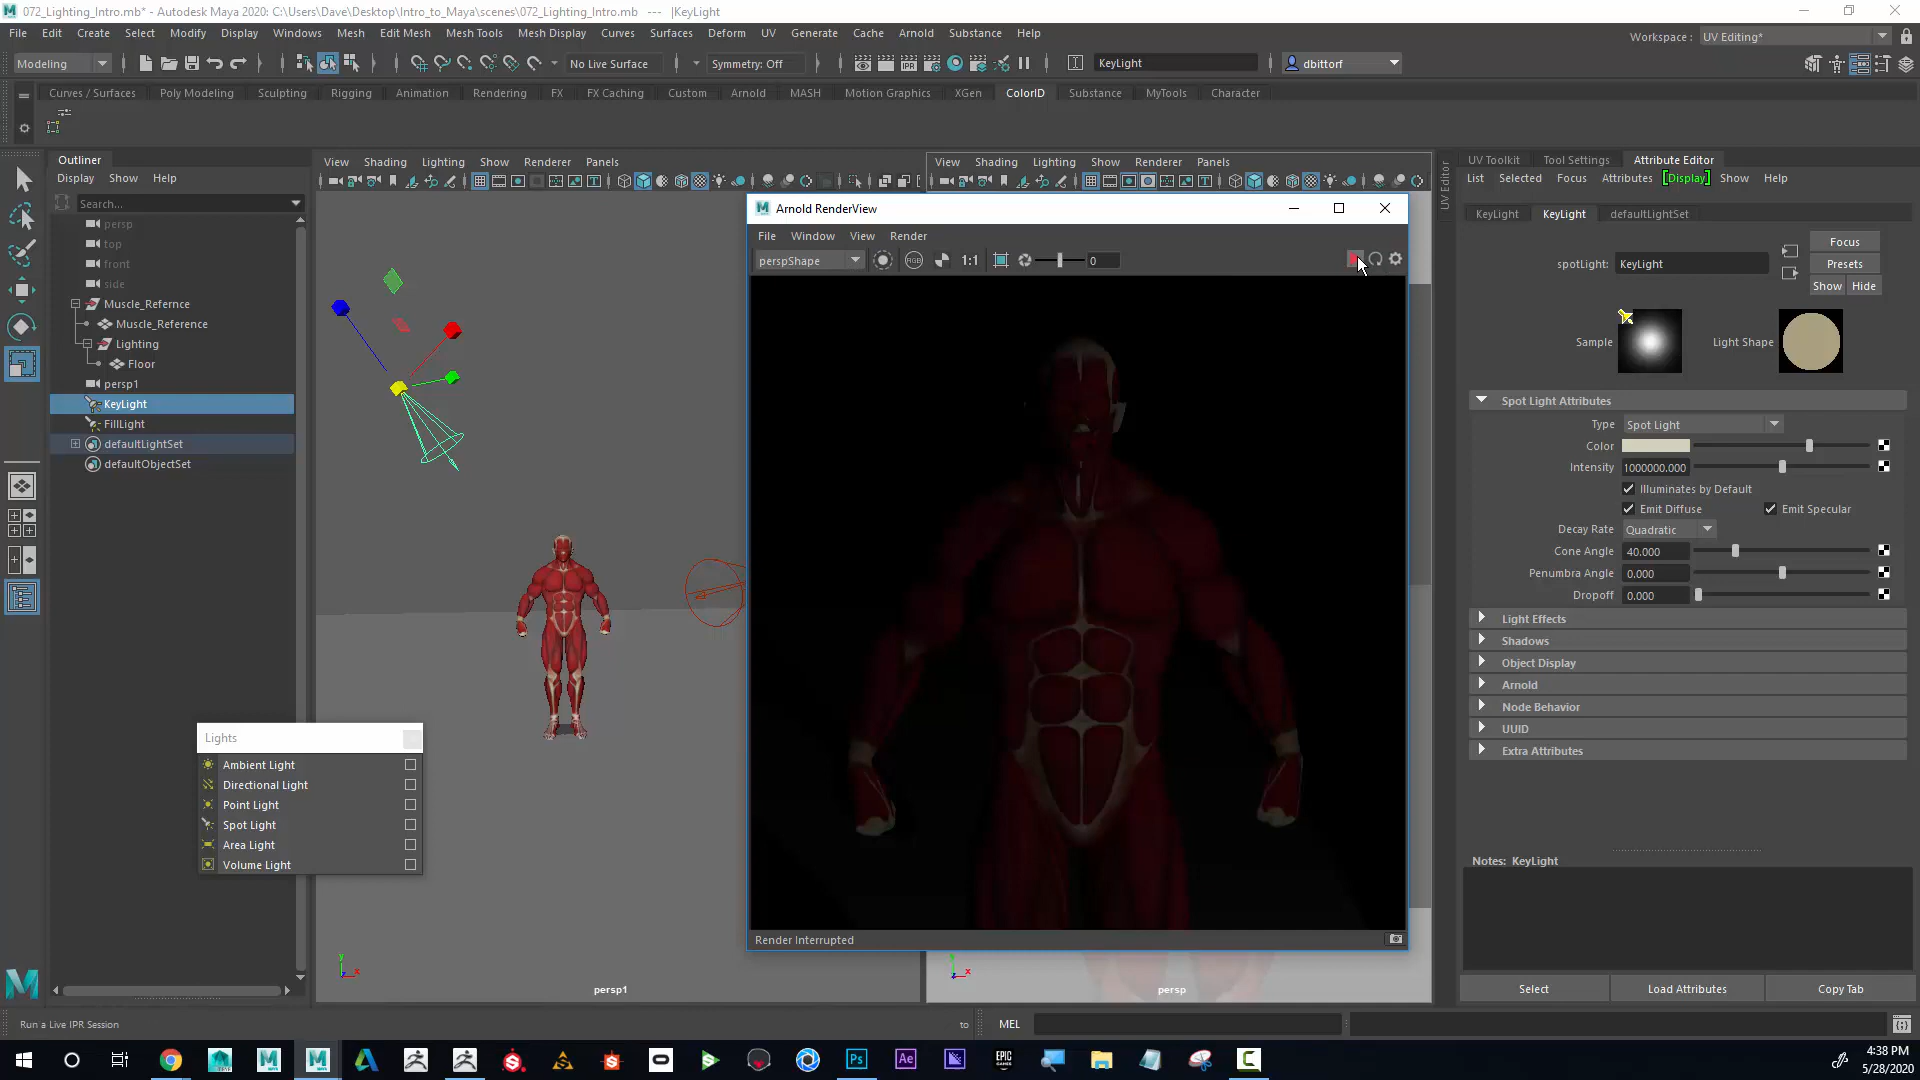 072_Lighting_Intro.mb* - Autodesk Maya 2020: C:\Users\Dave\Desktop\Intro_to_Maya\scenes\072_Lighting_Intro.mb --- |KeyLight
File Edit Create Select Modify Display Windows Mesh Edit Mesh Mesh Tools Mesh Display Curves Surfaces Deform UV Generate Cache Arnold Substance Help
Workspace : UV Editing*
Modeling No Live Surface Symmetry: Off KeyLight dbittorf
Curves / Surfaces Poly Modeling Sculpting Rigging Animation Rendering FX FX Caching Custom Arnold MASH Motion Graphics XGen ColorID Substance MyTools Character
Outliner
Display Show Help
Search...
persp
top
front
side
Muscle_Refernce
Muscle_Reference
Lighting
Floor
persp1
KeyLight
FillLight
defaultLightSet
defaultObjectSet
View Shading Lighting Show Renderer Panels
View Shading Lighting Show Renderer Panels
Arnold RenderView
File Window View Render
perspShape RGB 1:1 0
Render Interrupted
persp1
persp
Lights
Ambient Light
Directional Light
Point Light
Spot Light
Area Light
Volume Light
UV Editor
UV Toolkit Tool Settings Attribute Editor
List Selected Focus Attributes Display Show Help
KeyLight KeyLight defaultLightSet
spotLight: KeyLight
Focus
Presets
Show Hide
Sample Light Shape
Spot Light Attributes
Type Spot Light
Color
Intensity 1000000.000
Illuminates by Default
Emit Diffuse Emit Specular
Decay Rate Quadratic
Cone Angle 40.000
Penumbra Angle 0.000
Dropoff 0.000
Light Effects
Shadows
Object Display
Arnold
Node Behavior
UUID
Extra Attributes
Notes: KeyLight
Select Load Attributes Copy Tab
Run a Live IPR Session to MEL
Ps Ae EPIC GAMES
4:38 PM
5/28/2020